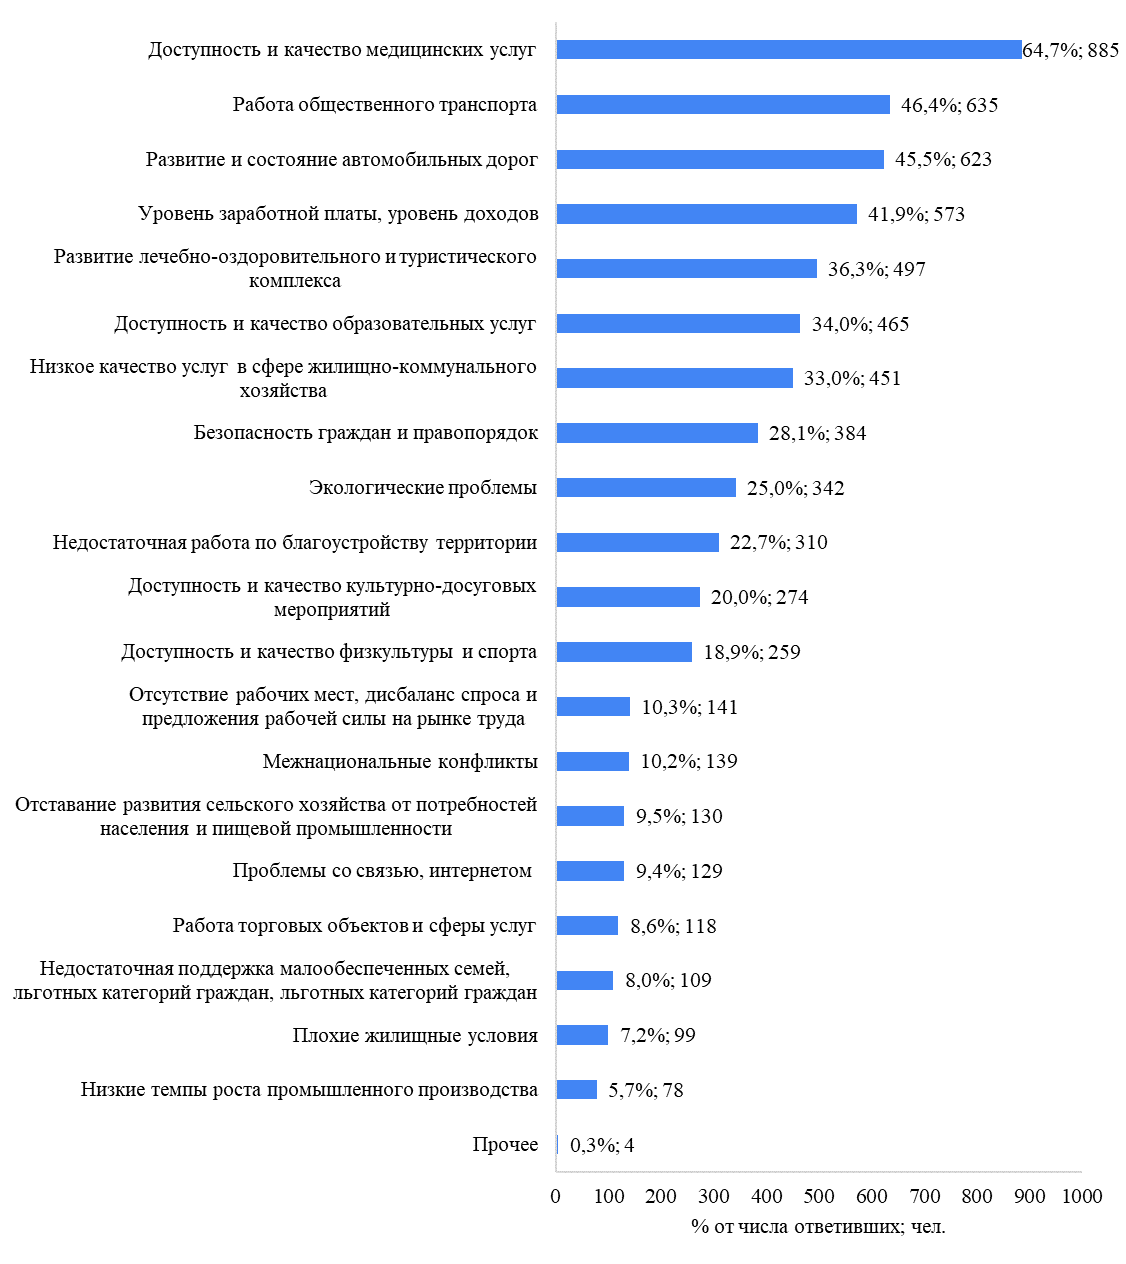 Доступность и качество медицинских услуг
64,7%; 885
Работа общественного транспорта
46,4%; 635
Развитие и состояние автомобильных дорог
45,5%; 623
Уровень заработной платы, уровень доходов
41,9%; 573
Развитие лечебно-оздоровительного и туристического
комплекса
36,3%; 497
Доступность и качество образовательных услуг
34,0%; 465
Низкое качество услуг в сфере жилищно-коммунального
хозяйства
33,0%; 451
Безопасность граждан и правопорядок
28,1%; 384
Экологические проблемы
25,0%; 342
Недостаточная работа по благоустройству территории
22,7%; 310
Доступность и качество культурно-досуговых
мероприятий
20,0%; 274
Доступность и качество физкультуры и спорта
18,9%; 259
Отсутствие рабочих мест, дисбаланс спроса и
предложения рабочей силы на рынке труда
10,3%; 141
Межнациональные конфликты
10,2%; 139
Отставание развития сельского хозяйства от потребностей
населения и пищевой промышленности
9,5%; 130
Проблемы со связью, интернетом
9,4%; 129
Работа торговых объектов и сферы услуг
8,6%; 118
Недостаточная поддержка малообеспеченных семей,
льготных категорий граждан, льготных категорий граждан
8,0%; 109
Плохие жилищные условия
7,2%; 99
Низкие темпы роста промышленного производства
5,7%; 78
Прочее
0,3%; 4
0 100 200 300 400 500 600 700 800 900 1000
% от числа ответивших; чел.